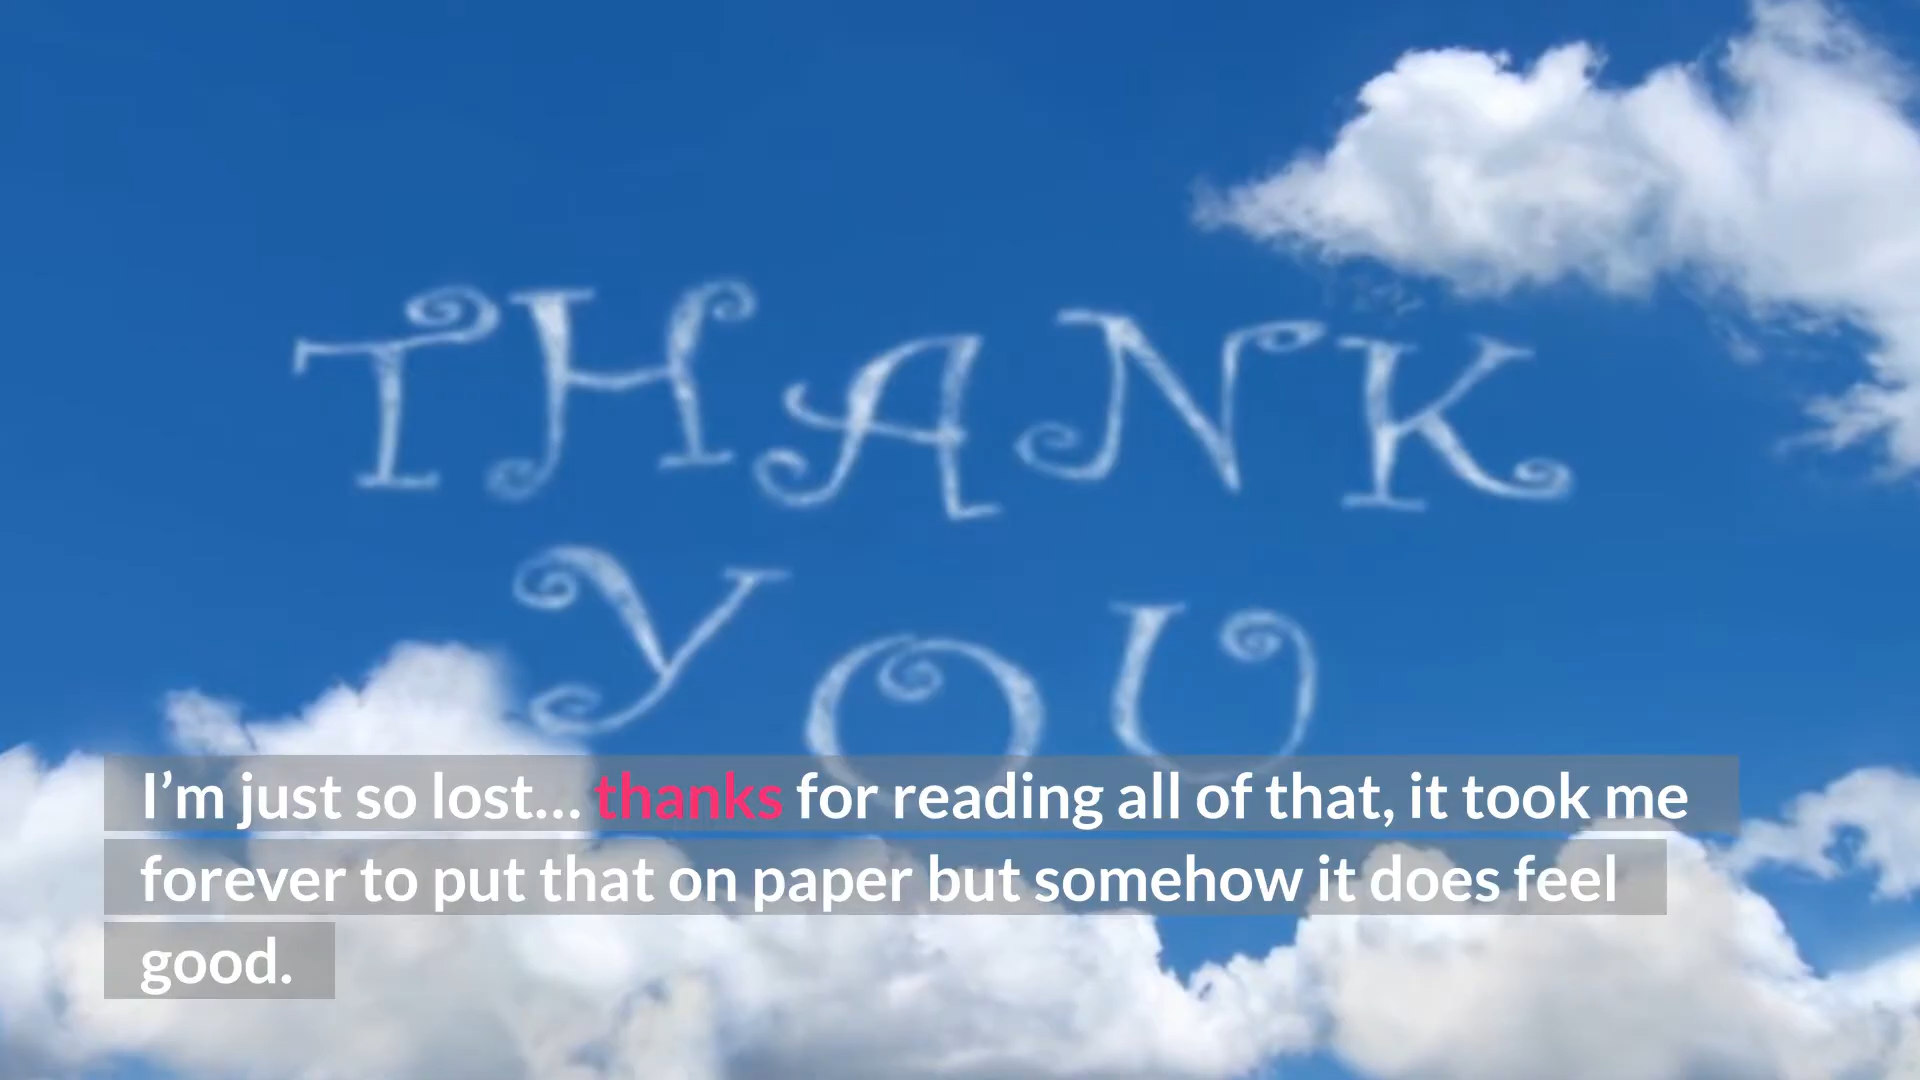 THANK
YOU
I’m just so lost... thanks for reading all of that, it took me
forever to put that on paper but somehow it does feel
good.